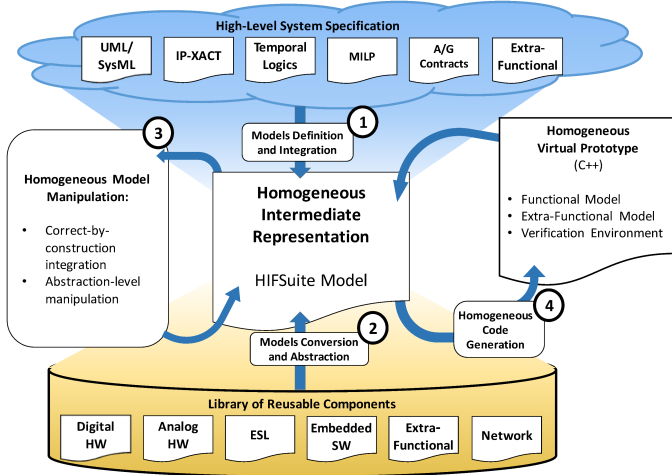 High-Level System Specification
UML/
SysML
IP-XACT
Temporal
Logics
MILP
A/G
Contracts
Extra-
Functional
1
Models Definition
and Integration
3
Homogeneous Model
Manipulation:
• Correct-by-
construction
integration
• Abstraction-level
manipulation
Homogeneous
Intermediate
Representation
HIFSuite Model
Homogeneous
Virtual Prototype
(C++)
• Functional Model
• Extra-Functional Model
• Verification Environment
4
Homogeneous
Code
Generation
2
Models Conversion
and Abstraction
Library of Reusable Components
Digital
HW
Analog
HW
ESL
Embedded
SW
Extra-
Functional
Network